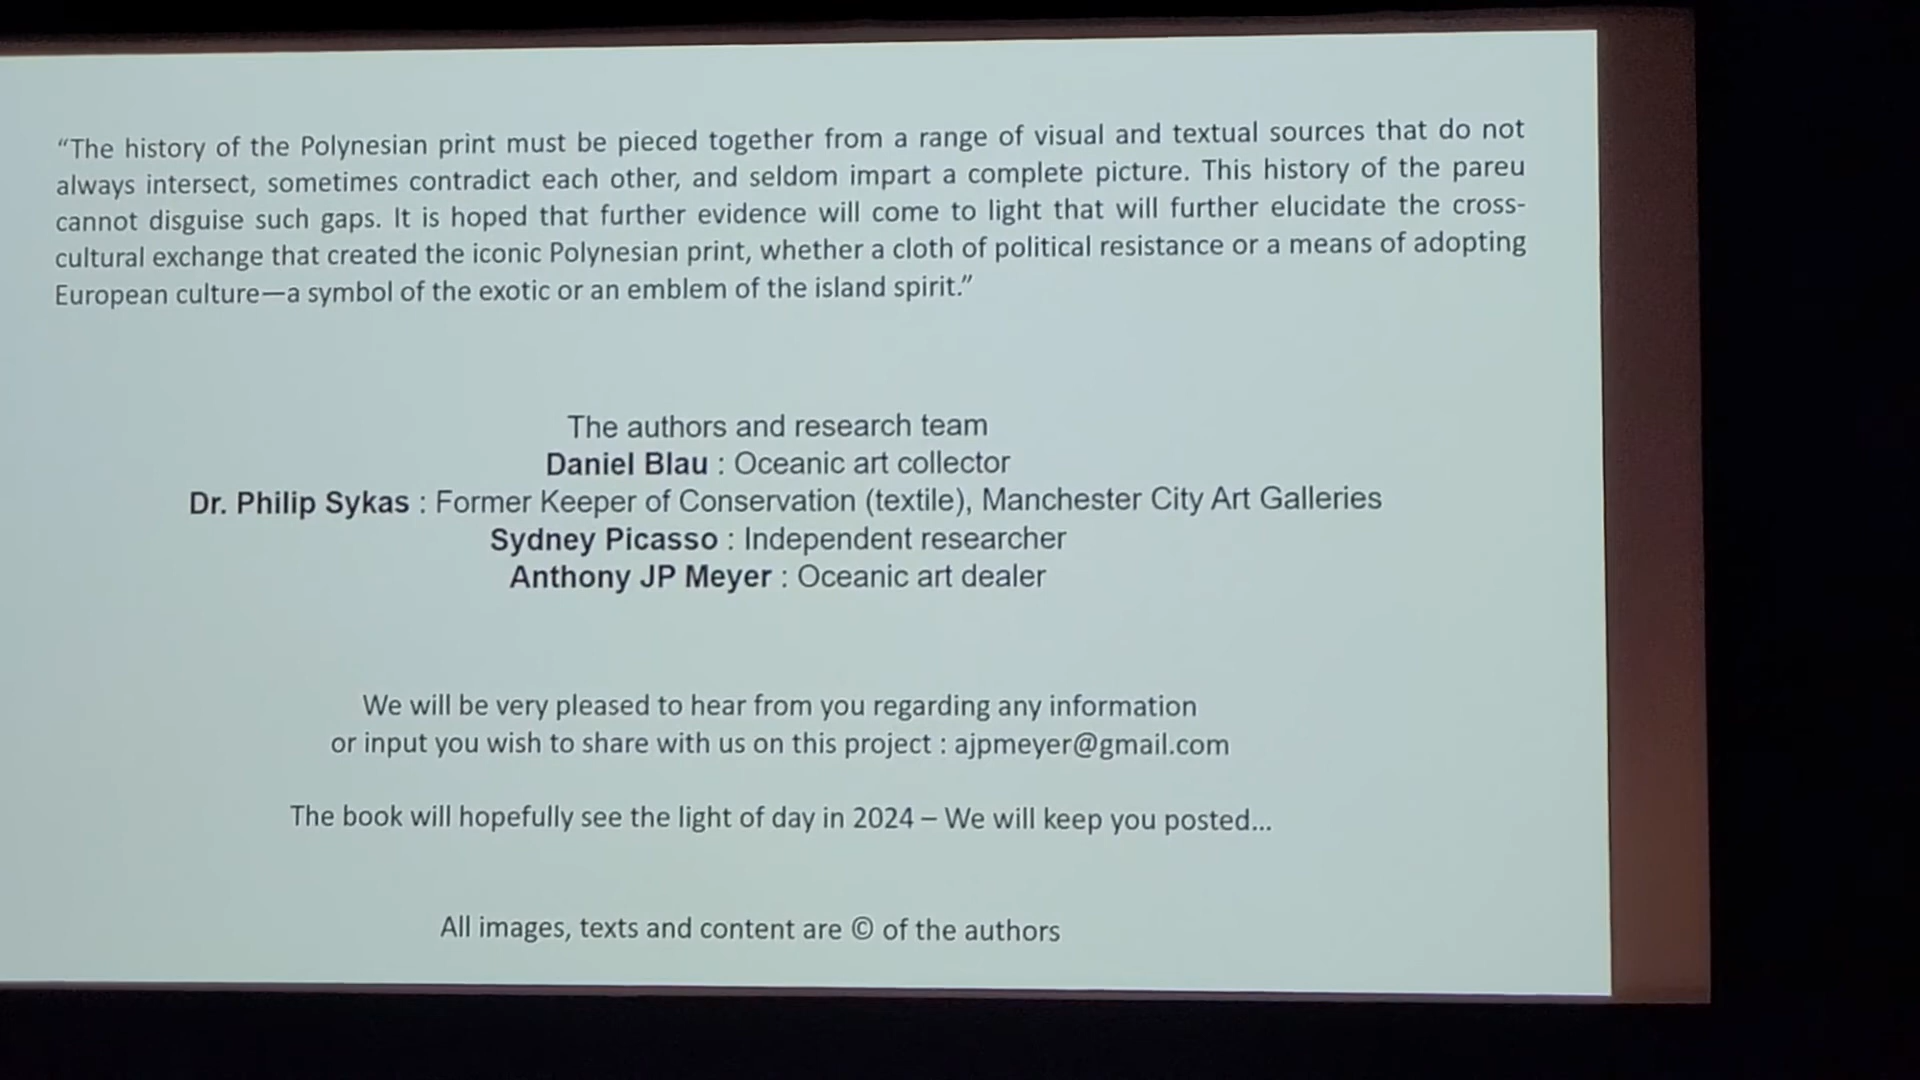 “The history of the Polynesian print must be pieced together from a range of visual and textual sources that do not
always intersect, sometimes contradict each other, and seldom impart a complete picture. This history of the pareu
cannot disguise such gaps. It is hoped that further evidence will come to light that will further elucidate the cross-
cultural exchange that created the iconic Polynesian print, whether a cloth of political resistance or a means of adopting
European culture—a symbol of the exotic or an emblem of the island spirit.”
The authors and research team
Daniel Blau : Oceanic art collector
Dr. Philip Sykas : Former Keeper of Conservation (textile), Manchester City Art Galleries
Sydney Picasso : Independent researcher
Anthony JP Meyer : Oceanic art dealer
We will be very pleased to hear from you regarding any information
or input you wish to share with us on this project : ajpmeyer@gmail.com
The book will hopefully see the light of day in 2024 – We will keep you posted...
All images, texts and content are © of the authors